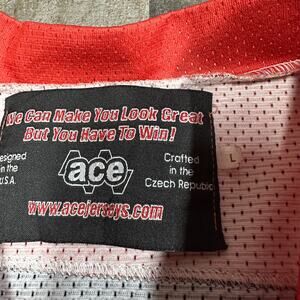 We Can Make You Look Great
But You Have To Win!
esigned
in the
U.S.A.
ace
Crafted
in the
Czech Republic
L
www.acejerseys.com